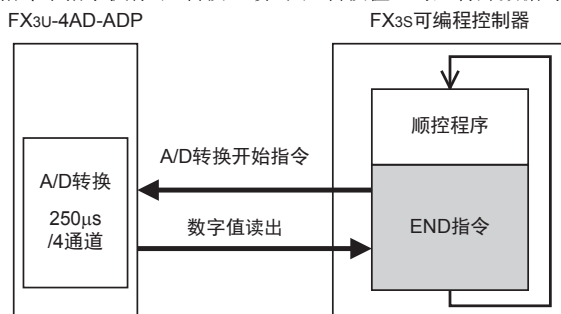 FX3U-4AD-ADP
FX3S可编程控制器
顺控程序
A/D转换开始指令
A/D转换
250μs
/4通道
数字值读出
END指令